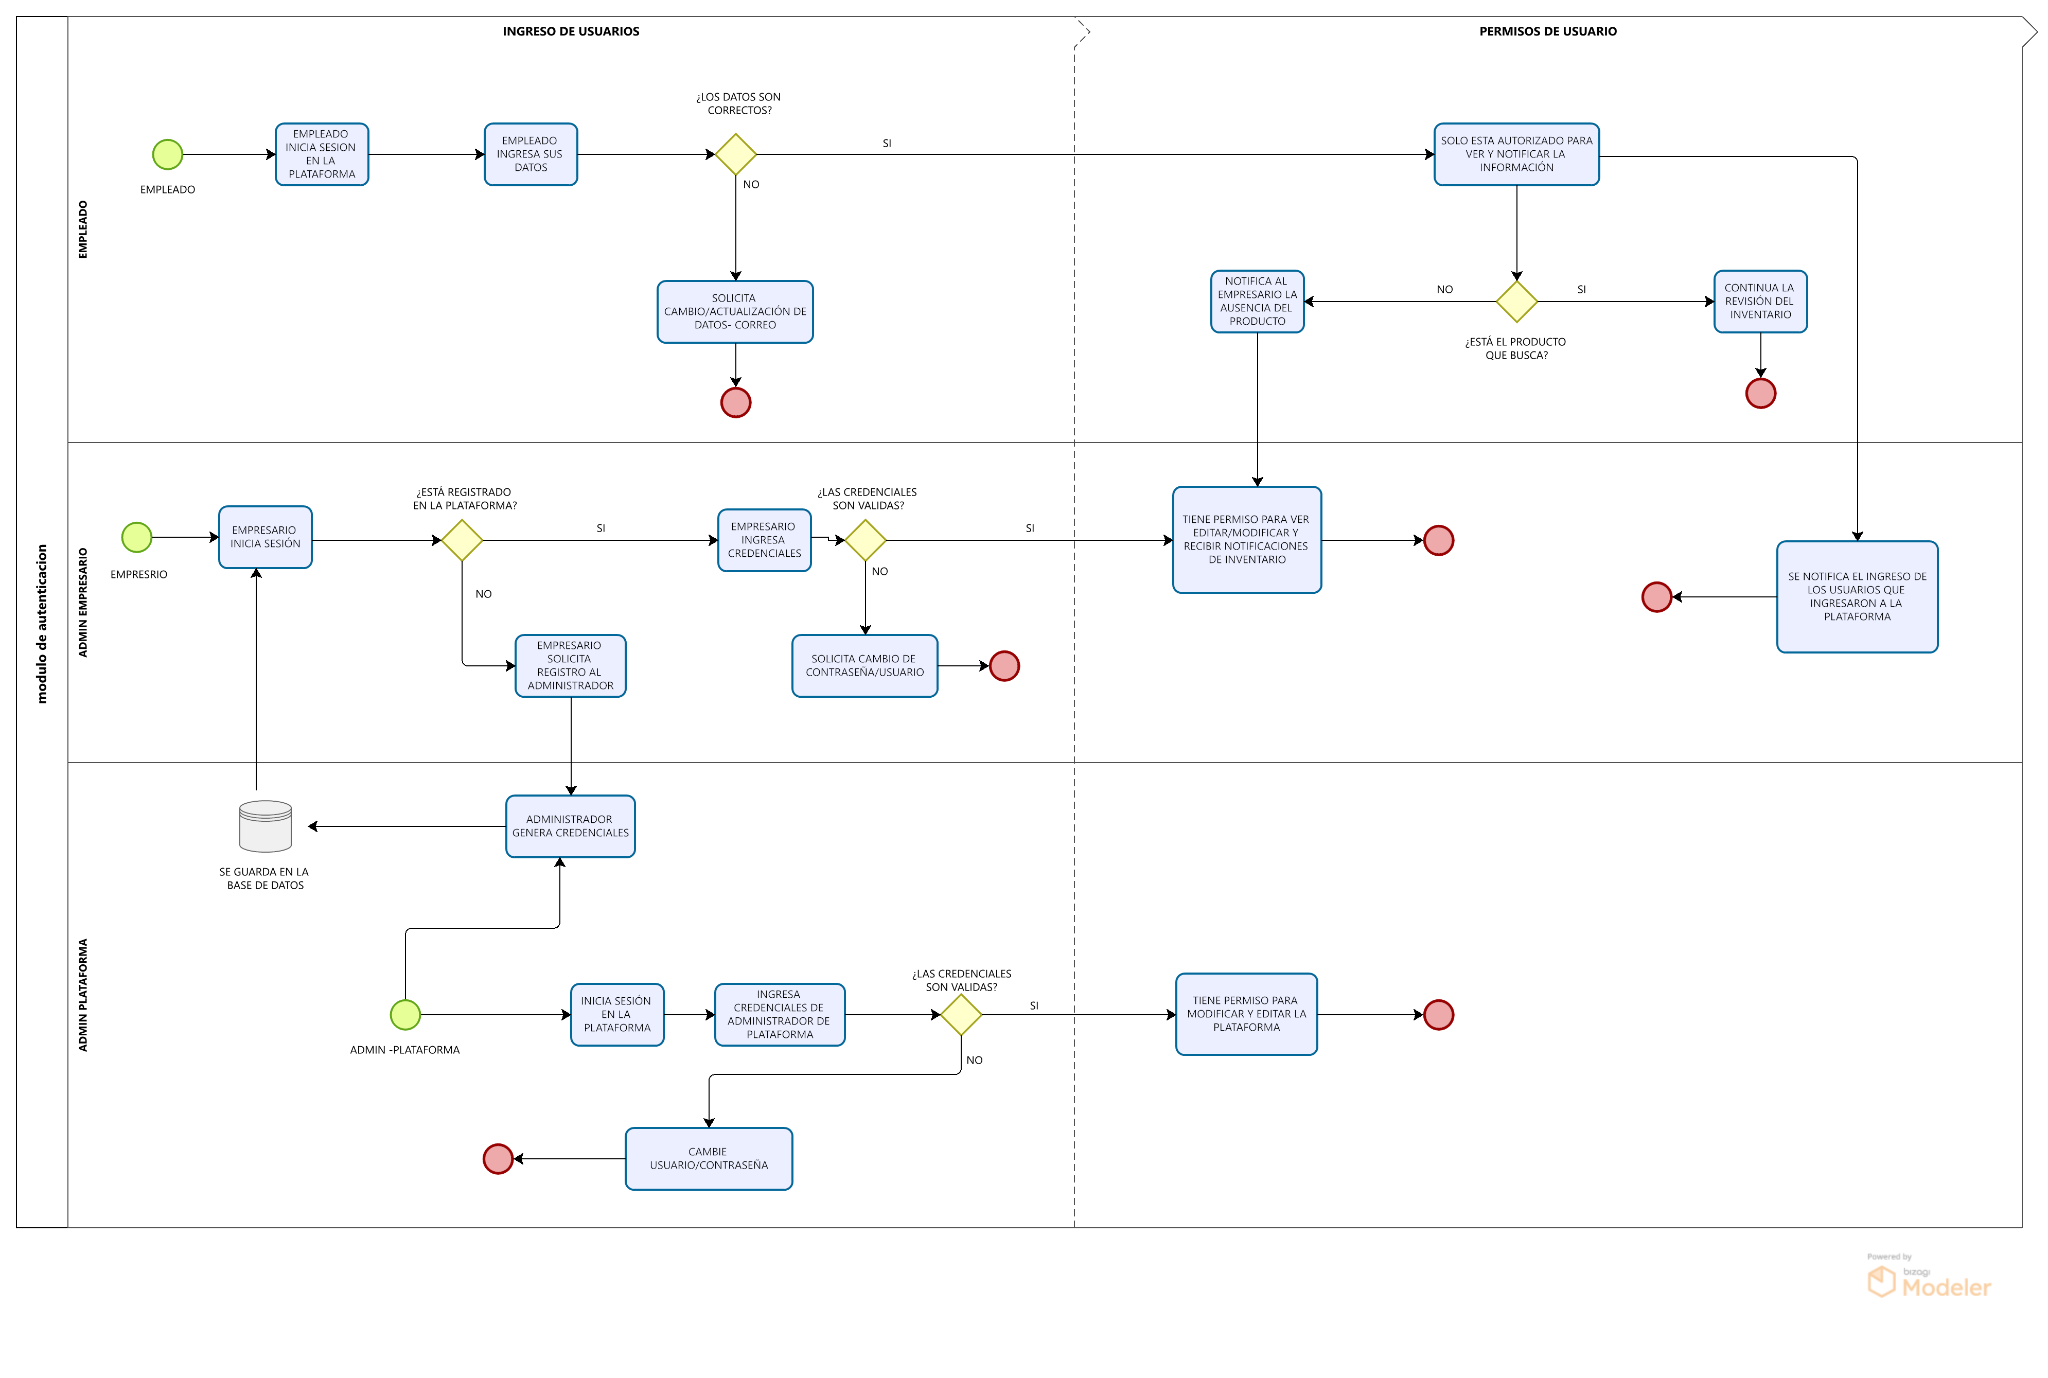 INGRESO DE USUARIOS
PERMISOS DE USUARIO
modulo de autenticacion
EMPLEADO
EMPLEADO
EMPLEADO
INICIA SESION
EN LA
PLATAFORMA
EMPLEADO
INGRESA SUS
DATOS
¿LOS DATOS SON
CORRECTOS?
SI
NO
SOLICITA
CAMBIO/ACTUALIZACIÓN DE
DATOS- CORREO
SOLO ESTA AUTORIZADO PARA
VER Y NOTIFICAR LA
INFORMACIÓN
NOTIFICA AL
EMPRESARIO LA
AUSENCIA DEL
PRODUCTO
NO
SI
¿ESTÁ EL PRODUCTO
QUE BUSCA?
CONTINUA LA
REVISIÓN DEL
INVENTARIO
ADMIN EMPRESARIO
EMPRESRIO
EMPRESARIO
INICIA SESIÓN
¿ESTÁ REGISTRADO
EN LA PLATAFORMA?
SI
NO
EMPRESARIO
SOLICITA
REGISTRO AL
ADMINISTRADOR
EMPRESARIO
INGRESA
CREDENCIALES
¿LAS CREDENCIALES
SON VALIDAS?
SI
NO
SOLICITA CAMBIO DE
CONTRASEÑA/USUARIO
TIENE PERMISO PARA VER
EDITAR/MODIFICAR Y
RECIBIR NOTIFICACIONES
DE INVENTARIO
SE NOTIFICA EL INGRESO DE
LOS USUARIOS QUE
INGRESARON A LA
PLATAFORMA
ADMIN PLATAFORMA
SE GUARDA EN LA
BASE DE DATOS
ADMINISTRADOR
GENERA CREDENCIALES
ADMIN -PLATAFORMA
INICIA SESIÓN
EN LA
PLATAFORMA
INGRESA
CREDENCIALES DE
ADMINISTRADOR DE
PLATAFORMA
¿LAS CREDENCIALES
SON VALIDAS?
SI
NO
CAMBIE
USUARIO/CONTRASEÑA
TIENE PERMISO PARA
MODIFICAR Y EDITAR LA
PLATAFORMA
Powered by
bizagi
Modeler